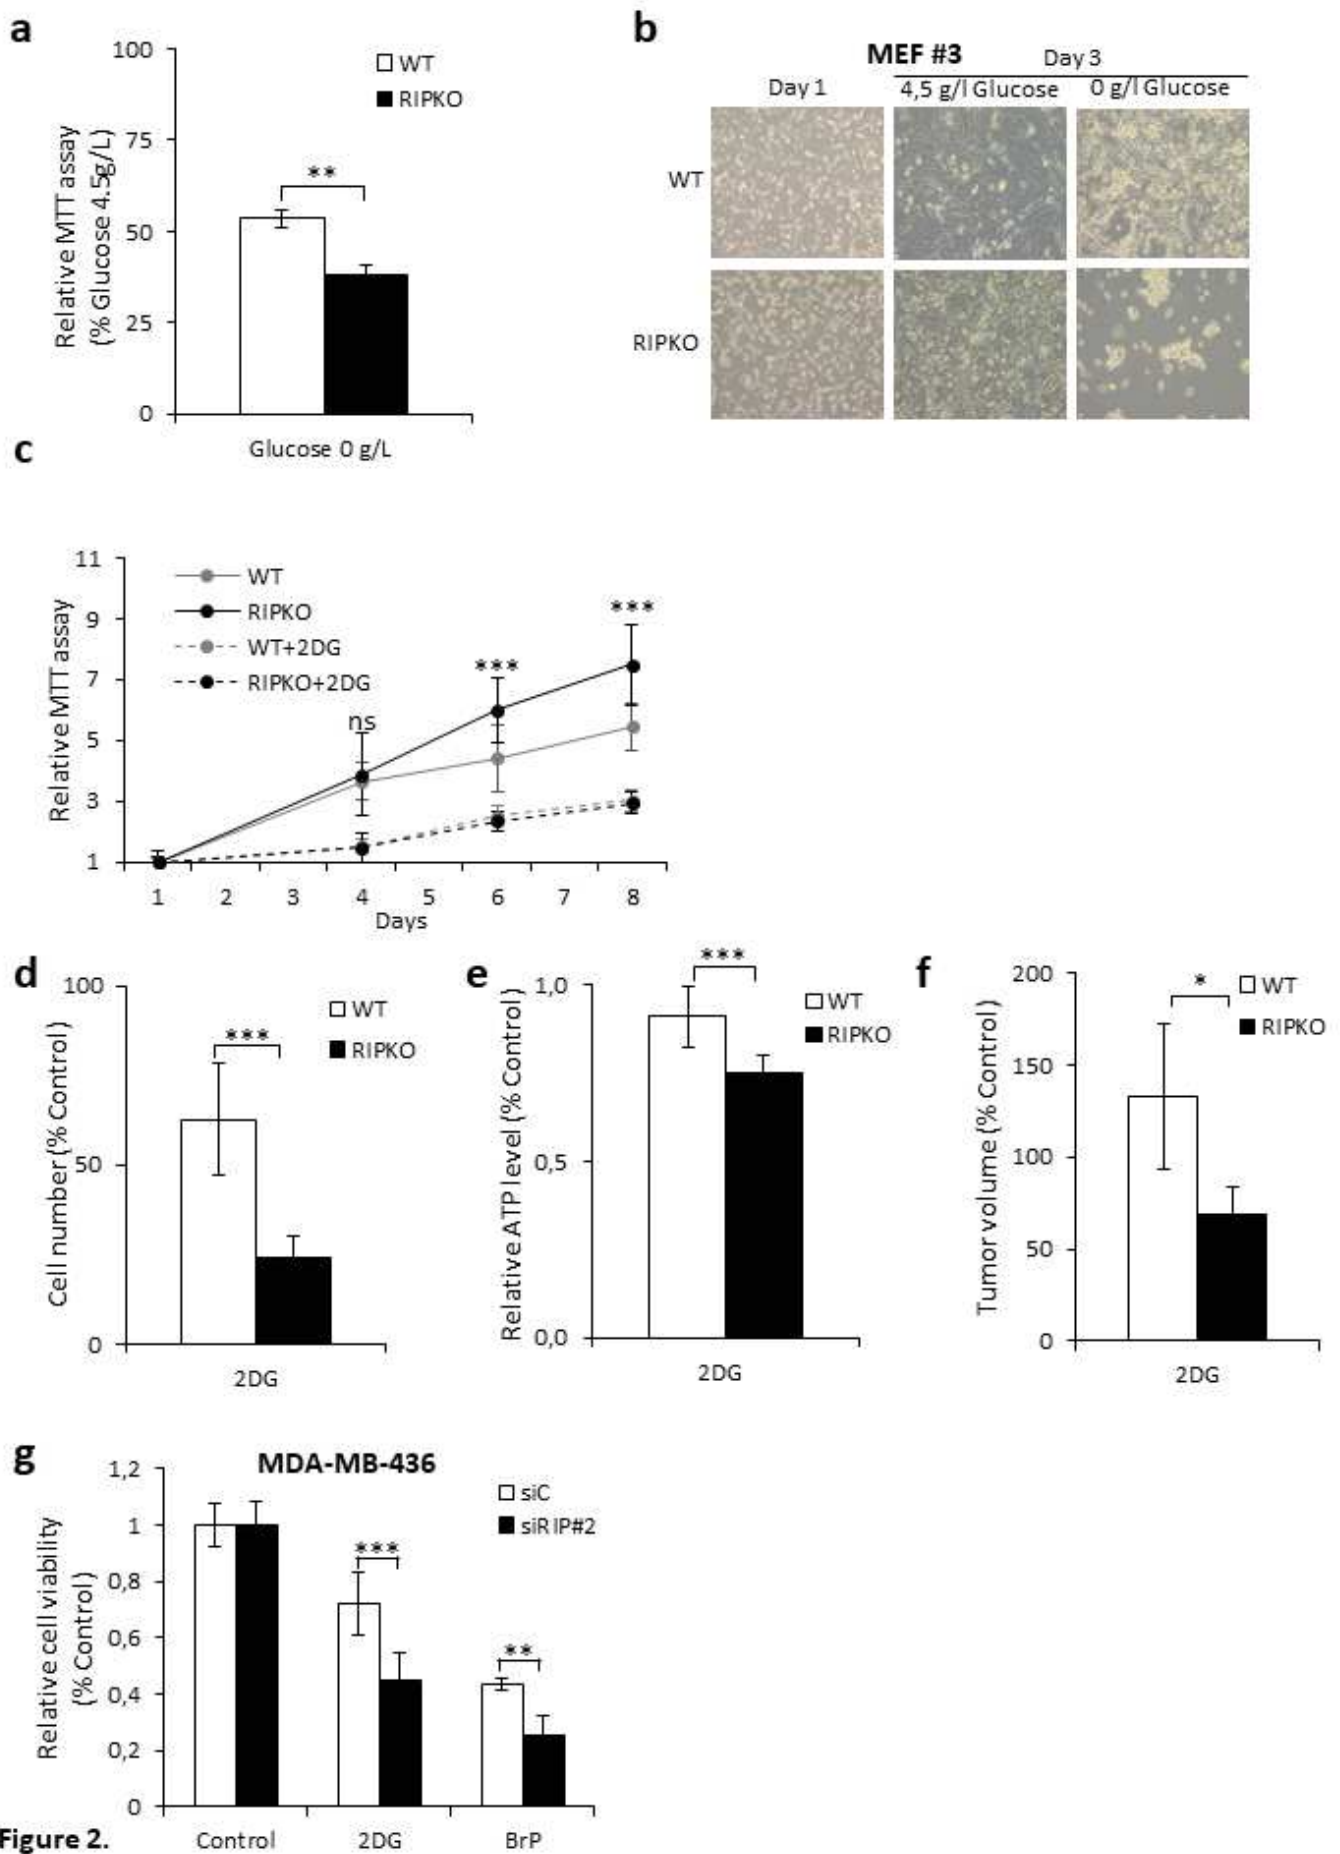 a
100
75
50
25
0
Relative MTT assay
(% Glucose 4.5g/L)
WT
RIPKO
**
Glucose 0 g/L
b
MEF #3
Day 3
Day 1
4,5 g/l Glucose
0 g/l Glucose
WT
RIPKO
c
11
9
7
5
3
1
Relative MTT assay
WT
RIPKO
WT+2DG
RIPKO+2DG
ns
***
***
1 2 3 4 5 6 7 8
Days
d
100
50
0
Cell number (% Control)
WT
RIPKO
***
2DG
e
1,0
0,5
0,0
Relative ATP level (% Control)
WT
RIPKO
***
2DG
f
200
150
100
50
0
Tumor volume (% Control)
WT
RIPKO
*
2DG
g
MDA-MB-436
1,2
1
0,8
0,6
0,4
0,2
0
Relative cell viability
(% Control)
siC
siRIP#2
***
**
Control 2DG BrP
Figure 2.